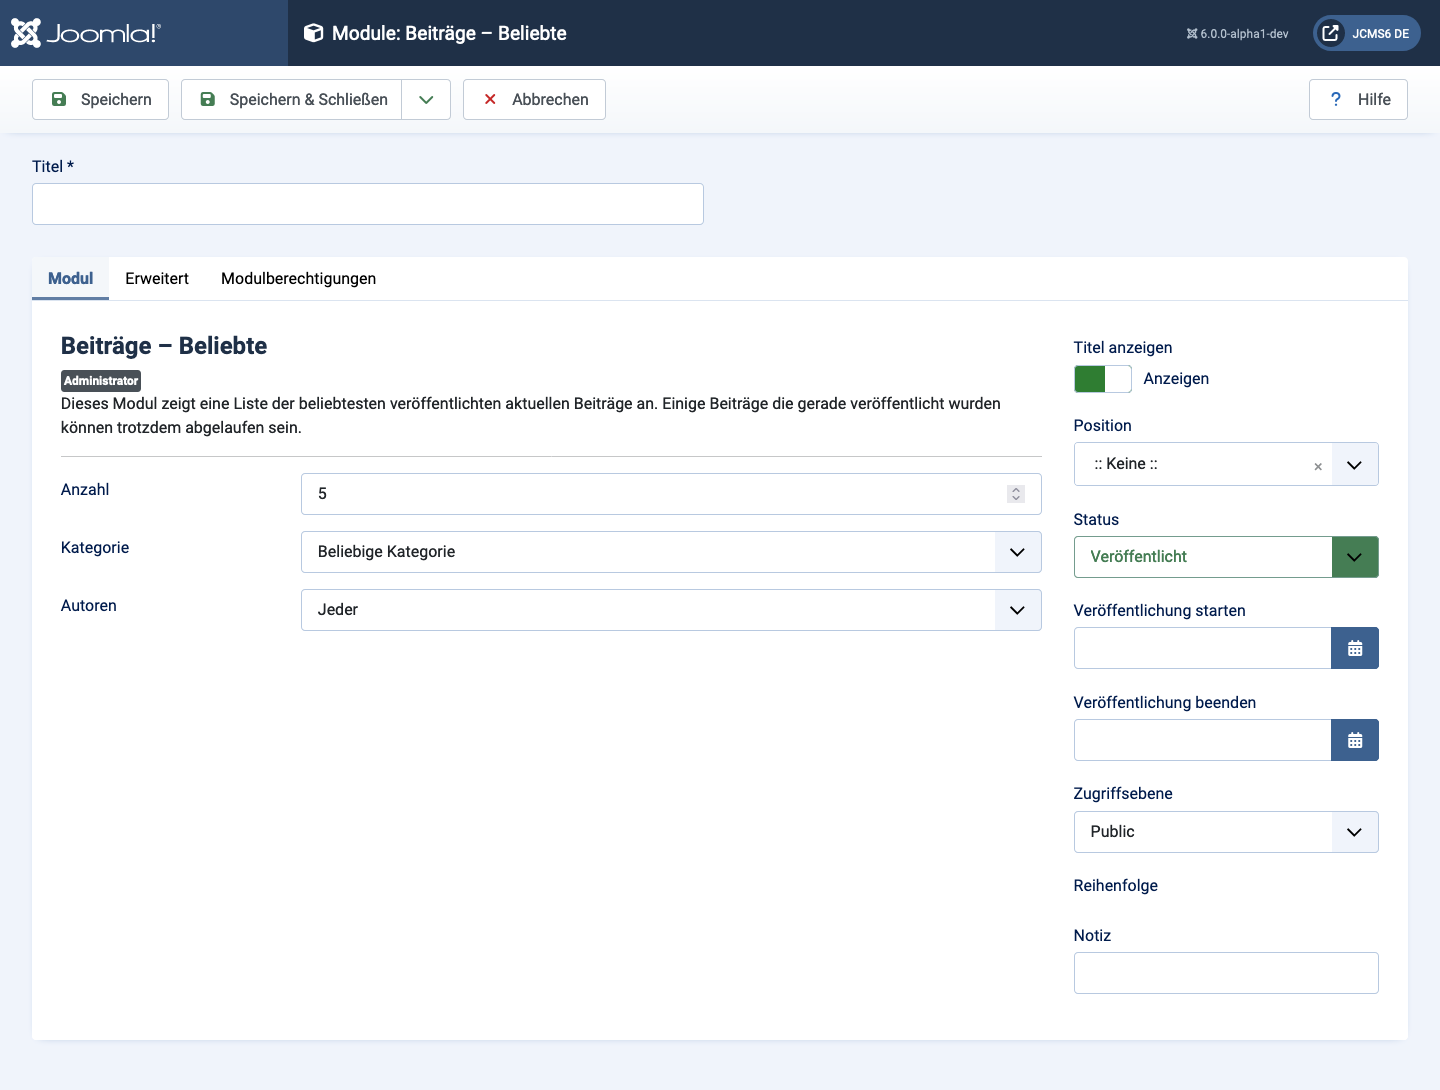 Joomla!®
Module: Beiträge – Beliebte
6.0.0-alpha1-dev
JCMS6 DE
Speichern
Speichern & Schließen
Abbrechen
? Hilfe
Titel *
Modul
Erweitert
Modulberechtigungen
Beiträge – Beliebte
Administrator
Dieses Modul zeigt eine Liste der beliebtesten veröffentlichten aktuellen Beiträge an. Einige Beiträge die gerade veröffentlicht wurden
können trotzdem abgelaufen sein.
Anzahl
5
Kategorie
Beliebige Kategorie
Autoren
Jeder
Titel anzeigen
Anzeigen
Position
:: Keine ::
×
Status
Veröffentlicht
Veröffentlichung starten
Veröffentlichung beenden
Zugriffsebene
Public
Reihenfolge
Notiz